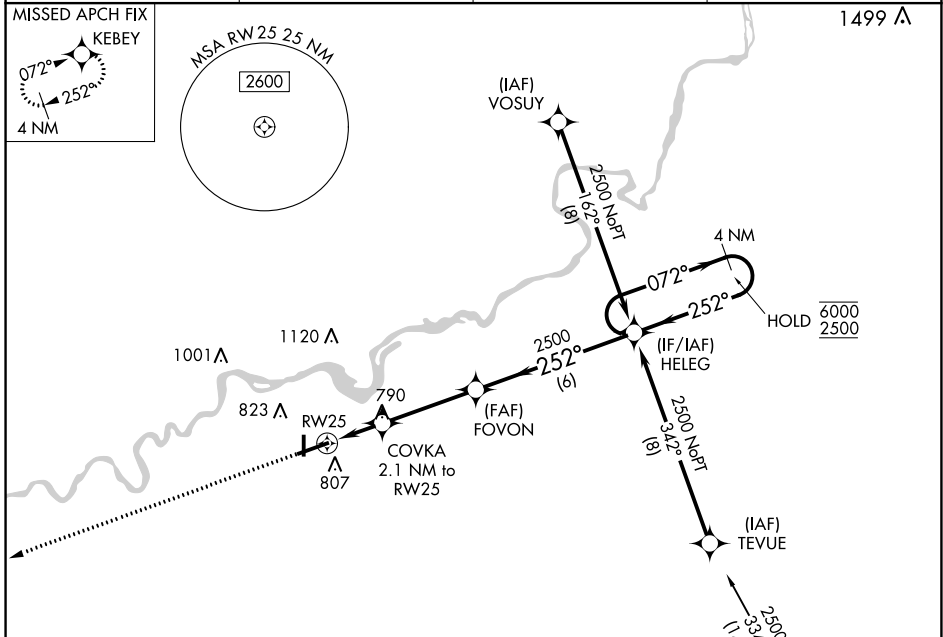 MISSED APCH FIX
KEBEY
072°
252°
4 NM
MSA RW 25 25 NM
2600
1499
(IAF)
VOSUY
2500 NoPT
162°
(8)
4 NM
072°
252°
HOLD
6000
2500
(IF/IAF)
HELEG
2500
252°
(6)
1120
1001
790
823
RW25
(FAF)
FOVON
COVKA
2.1 NM to
RW25
807
2500 NoPT
342°
(8)
(IAF)
TEVUE
2500